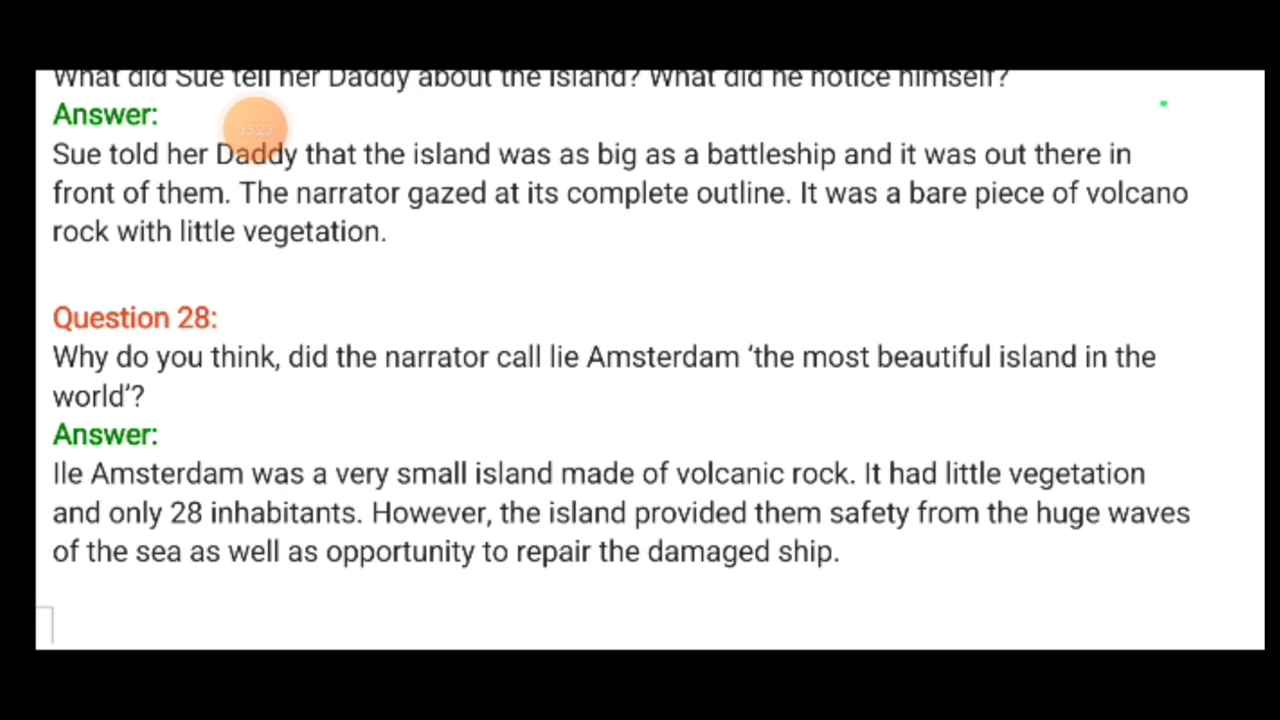 What did Sue tell her Daddy about the island? What did he notice himself?
Answer:
35:23
Sue told her Daddy that the island was as big as a battleship and it was out there in
front of them. The narrator gazed at its complete outline. It was a bare piece of volcano
rock with little vegetation.
Question 28:
Why do you think, did the narrator call lie Amsterdam ‘the most beautiful island in the
world’?
Answer:
Ile Amsterdam was a very small island made of volcanic rock. It had little vegetation
and only 28 inhabitants. However, the island provided them safety from the huge waves
of the sea as well as opportunity to repair the damaged ship.